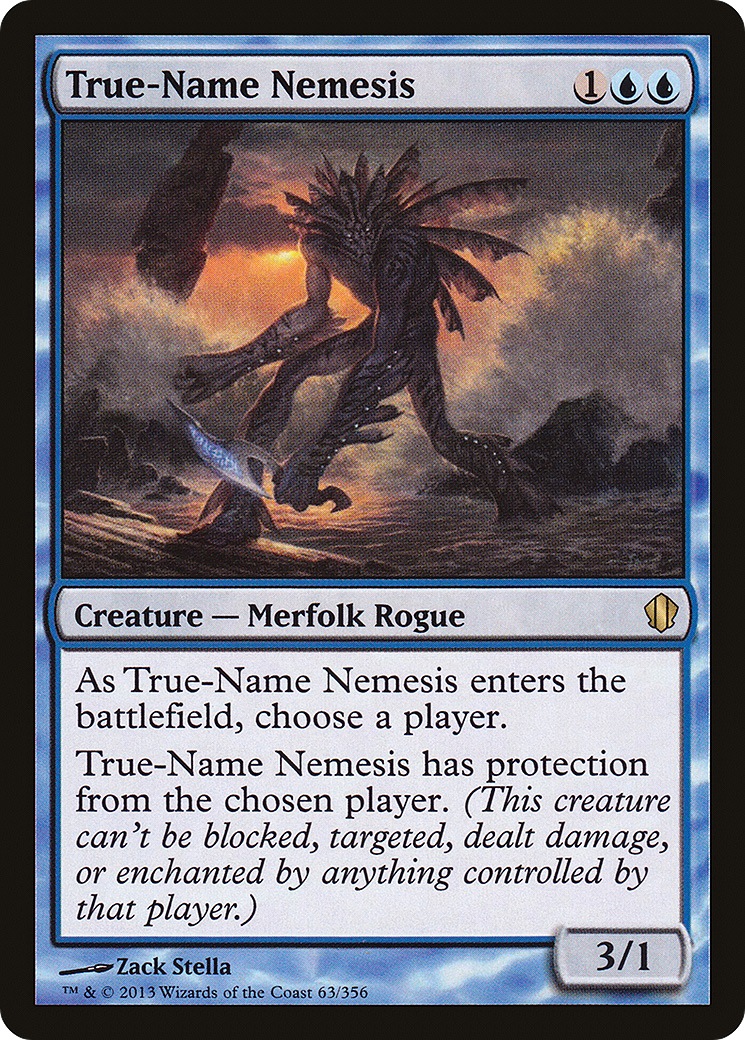 True-Name Nemesis 1
Creature — Merfolk Rogue
As True-Name Nemesis enters the
battlefield, choose a player.
True-Name Nemesis has protection
from the chosen player. (This creature
can't be blocked, targeted, dealt damage,
or enchanted by anything controlled by
that player.)
3/1
Zack Stella
™ & © 2013 Wizards of the Coast 63/356